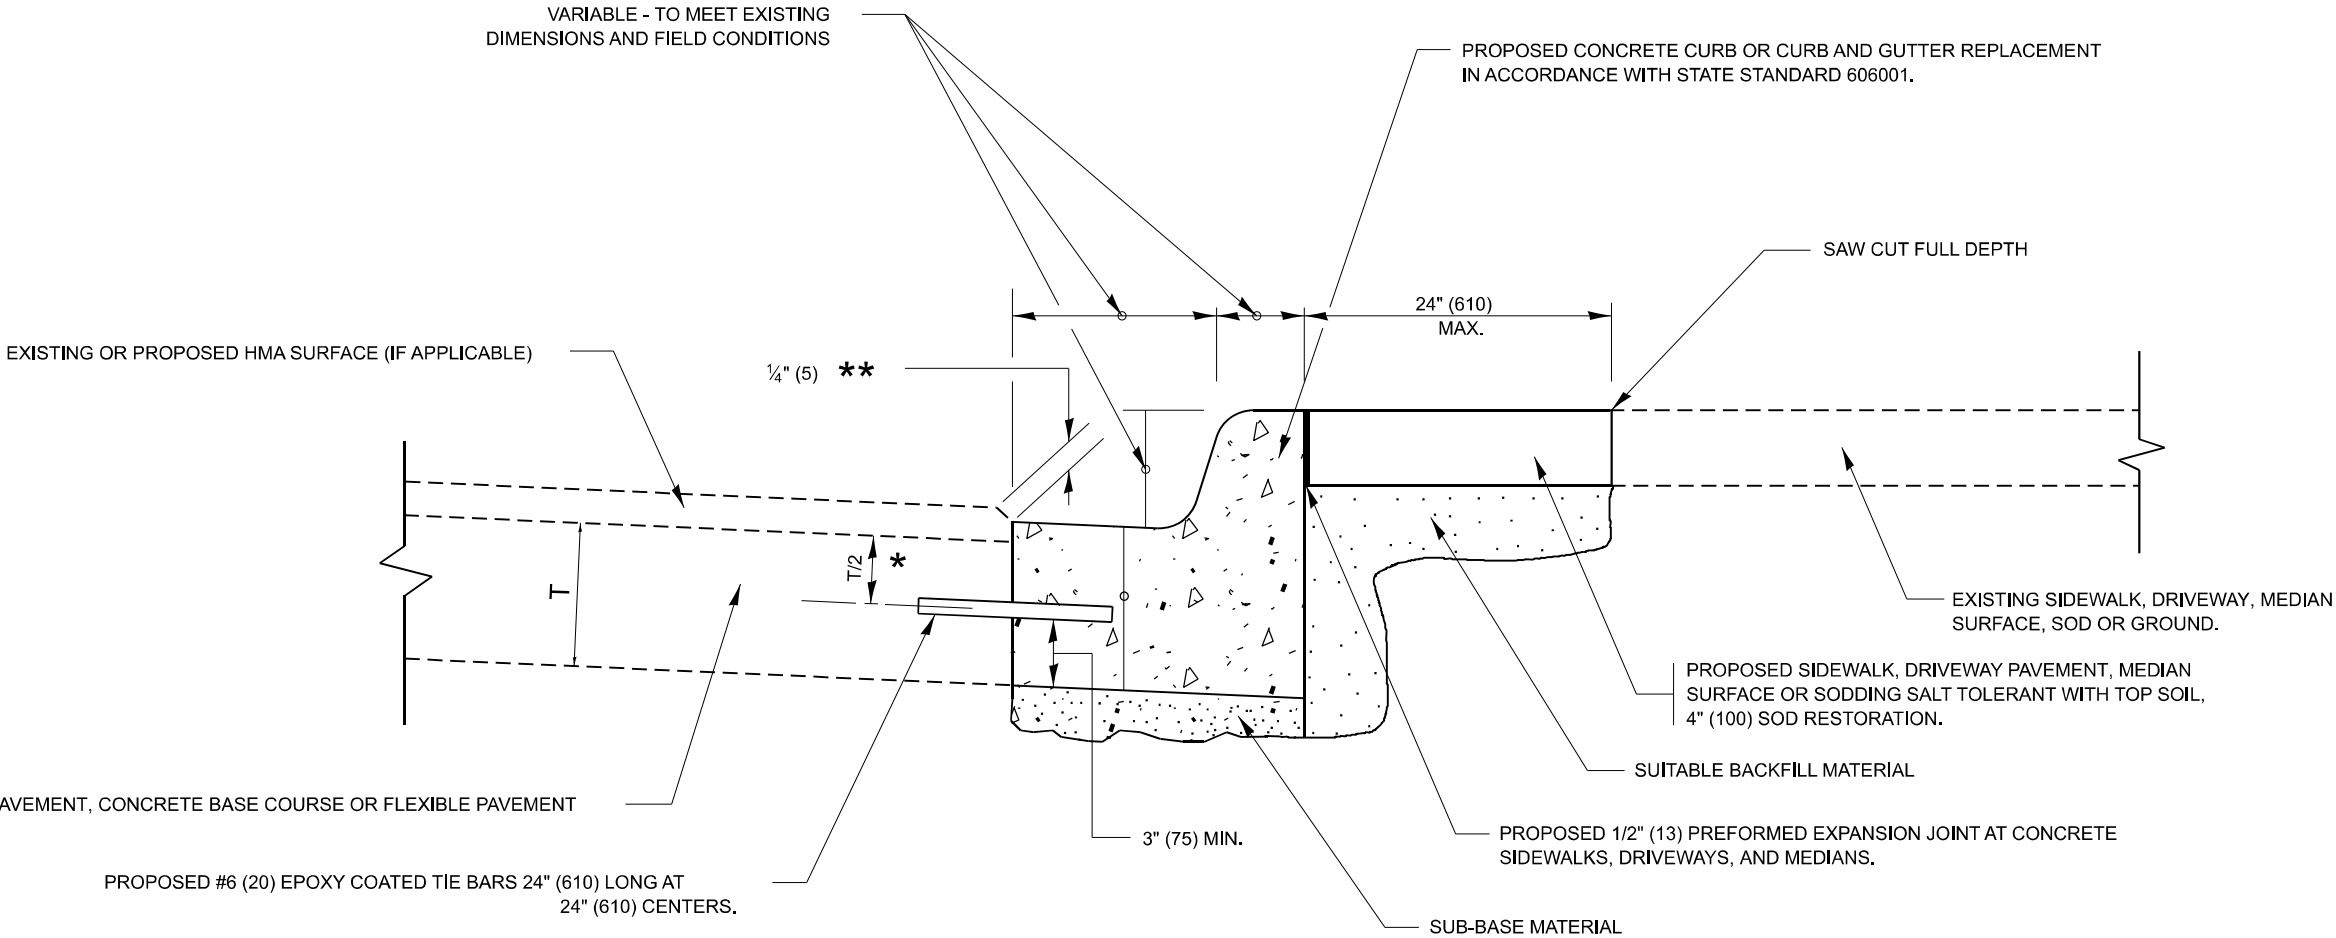 VARIABLE - TO MEET EXISTING
DIMENSIONS AND FIELD CONDITIONS
PROPOSED CONCRETE CURB OR CURB AND GUTTER REPLACEMENT
IN ACCORDANCE WITH STATE STANDARD 606001.
SAW CUT FULL DEPTH
24" (610)
MAX.
EXISTING OR PROPOSED HMA SURFACE (IF APPLICABLE)
¼" (5) **
T/2 *
T
EXISTING SIDEWALK, DRIVEWAY, MEDIAN
SURFACE, SOD OR GROUND.
PROPOSED SIDEWALK, DRIVEWAY PAVEMENT, MEDIAN
SURFACE OR SODDING SALT TOLERANT WITH TOP SOIL,
4" (100) SOD RESTORATION.
SUITABLE BACKFILL MATERIAL
AVEMENT, CONCRETE BASE COURSE OR FLEXIBLE PAVEMENT
3" (75) MIN.
PROPOSED 1/2" (13) PREFORMED EXPANSION JOINT AT CONCRETE
SIDEWALKS, DRIVEWAYS, AND MEDIANS.
PROPOSED #6 (20) EPOXY COATED TIE BARS 24" (610) LONG AT
24" (610) CENTERS.
SUB-BASE MATERIAL